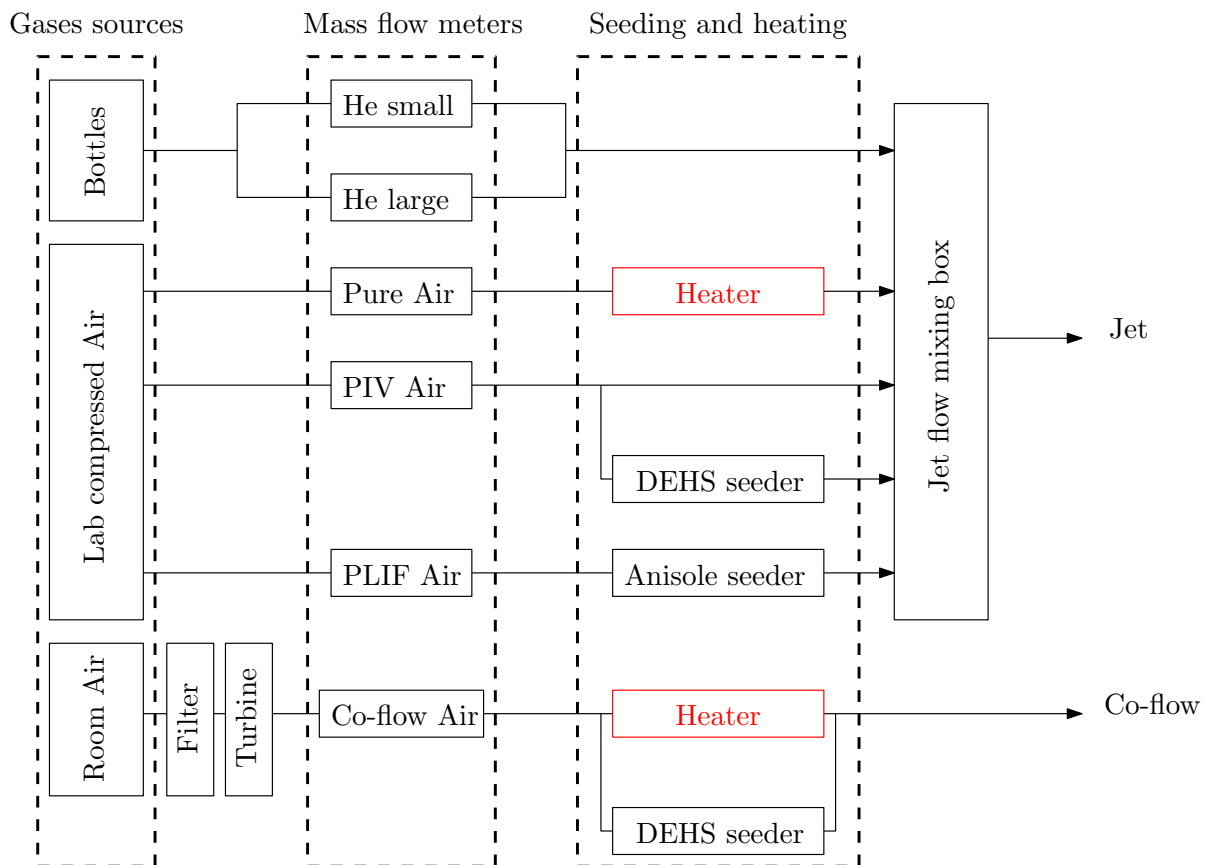 Gases sources
Mass flow meters
Seeding and heating
Bottles
He small
He large
Lab compressed Air
Pure Air
Heater
PIV Air
DEHS seeder
PLIF Air
Anisole seeder
Jet flow mixing box
Jet
Room Air
Filter
Turbine
Co-flow Air
Heater
DEHS seeder
Co-flow